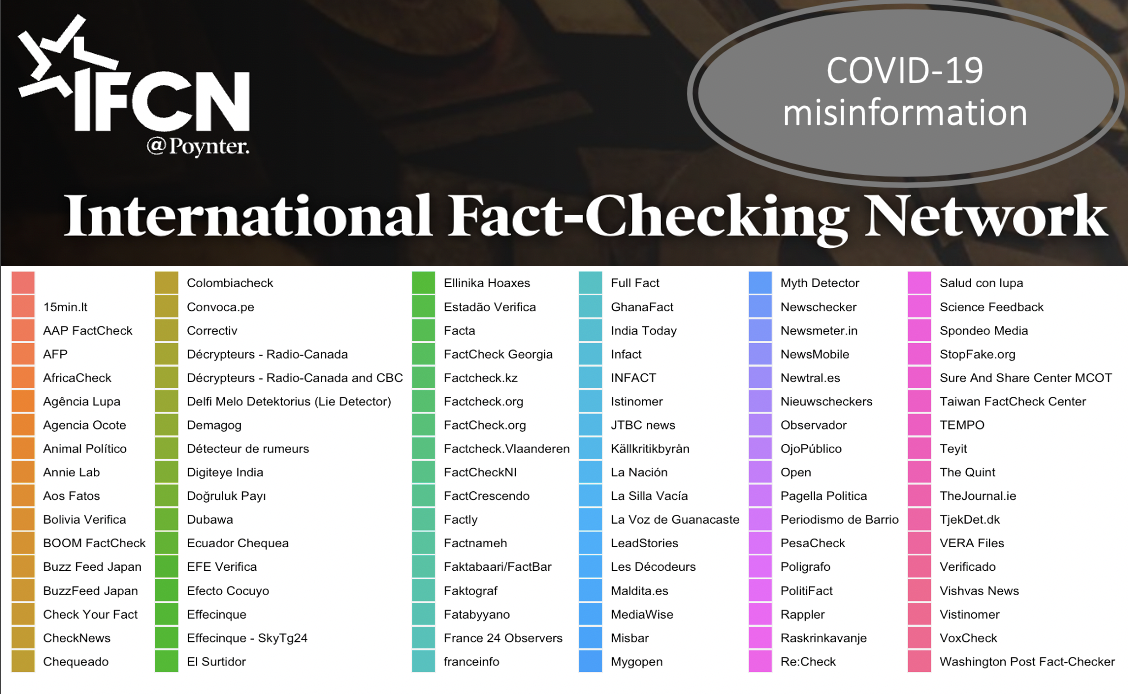 IFCN
@Poynter.
COVID-19
misinformation
International Fact-Checking Network
15min.lt
AAP FactCheck
AFP
AfricaCheck
Agência Lupa
Agencia Ocote
Animal Político
Annie Lab
Aos Fatos
Bolivia Verifica
BOOM FactCheck
Buzz Feed Japan
BuzzFeed Japan
Check Your Fact
CheckNews
Chequeado
Colombiacheck
Convoca.pe
Correctiv
Décrypteurs - Radio-Canada
Décrypteurs - Radio-Canada and CBC
Delfi Melo Detektorius (Lie Detector)
Demagog
Détecteur de rumeurs
Digiteye India
Doğruluk Payı
Dubawa
Ecuador Chequea
EFE Verifica
Efecto Cocuyo
Effecinque
Effecinque - SkyTg24
El Surtidor
Ellinika Hoaxes
Estadão Verifica
Facta
FactCheck Georgia
Factcheck.kz
Factcheck.org
FactCheck.org
Factcheck.Vlaanderen
FactCheckNI
FactCrescendo
Factly
Factnameh
Faktabaari/FactBar
Faktograf
Fatabyyano
France 24 Observers
franceinfo
Full Fact
GhanaFact
India Today
Infact
INFACT
Istinomer
JTBC news
Källkritikbyrån
La Nación
La Silla Vacía
La Voz de Guanacaste
LeadStories
Les Décodeurs
Maldita.es
MediaWise
Misbar
Mygopen
Myth Detector
Newschecker
Newsmeter.in
NewsMobile
Newtral.es
Nieuwscheckers
Observador
OjoPúblico
Open
Pagella Politica
Periodismo de Barrio
PesaCheck
Poligrafo
PolitiFact
Rappler
Raskrinkavanje
Re:Check
Salud con lupa
Science Feedback
Spondeo Media
StopFake.org
Sure And Share Center MCOT
Taiwan FactCheck Center
TEMPO
Teyit
The Quint
TheJournal.ie
TjekDet.dk
VERA Files
Verificado
Vishvas News
Vistinomer
VoxCheck
Washington Post Fact-Checker